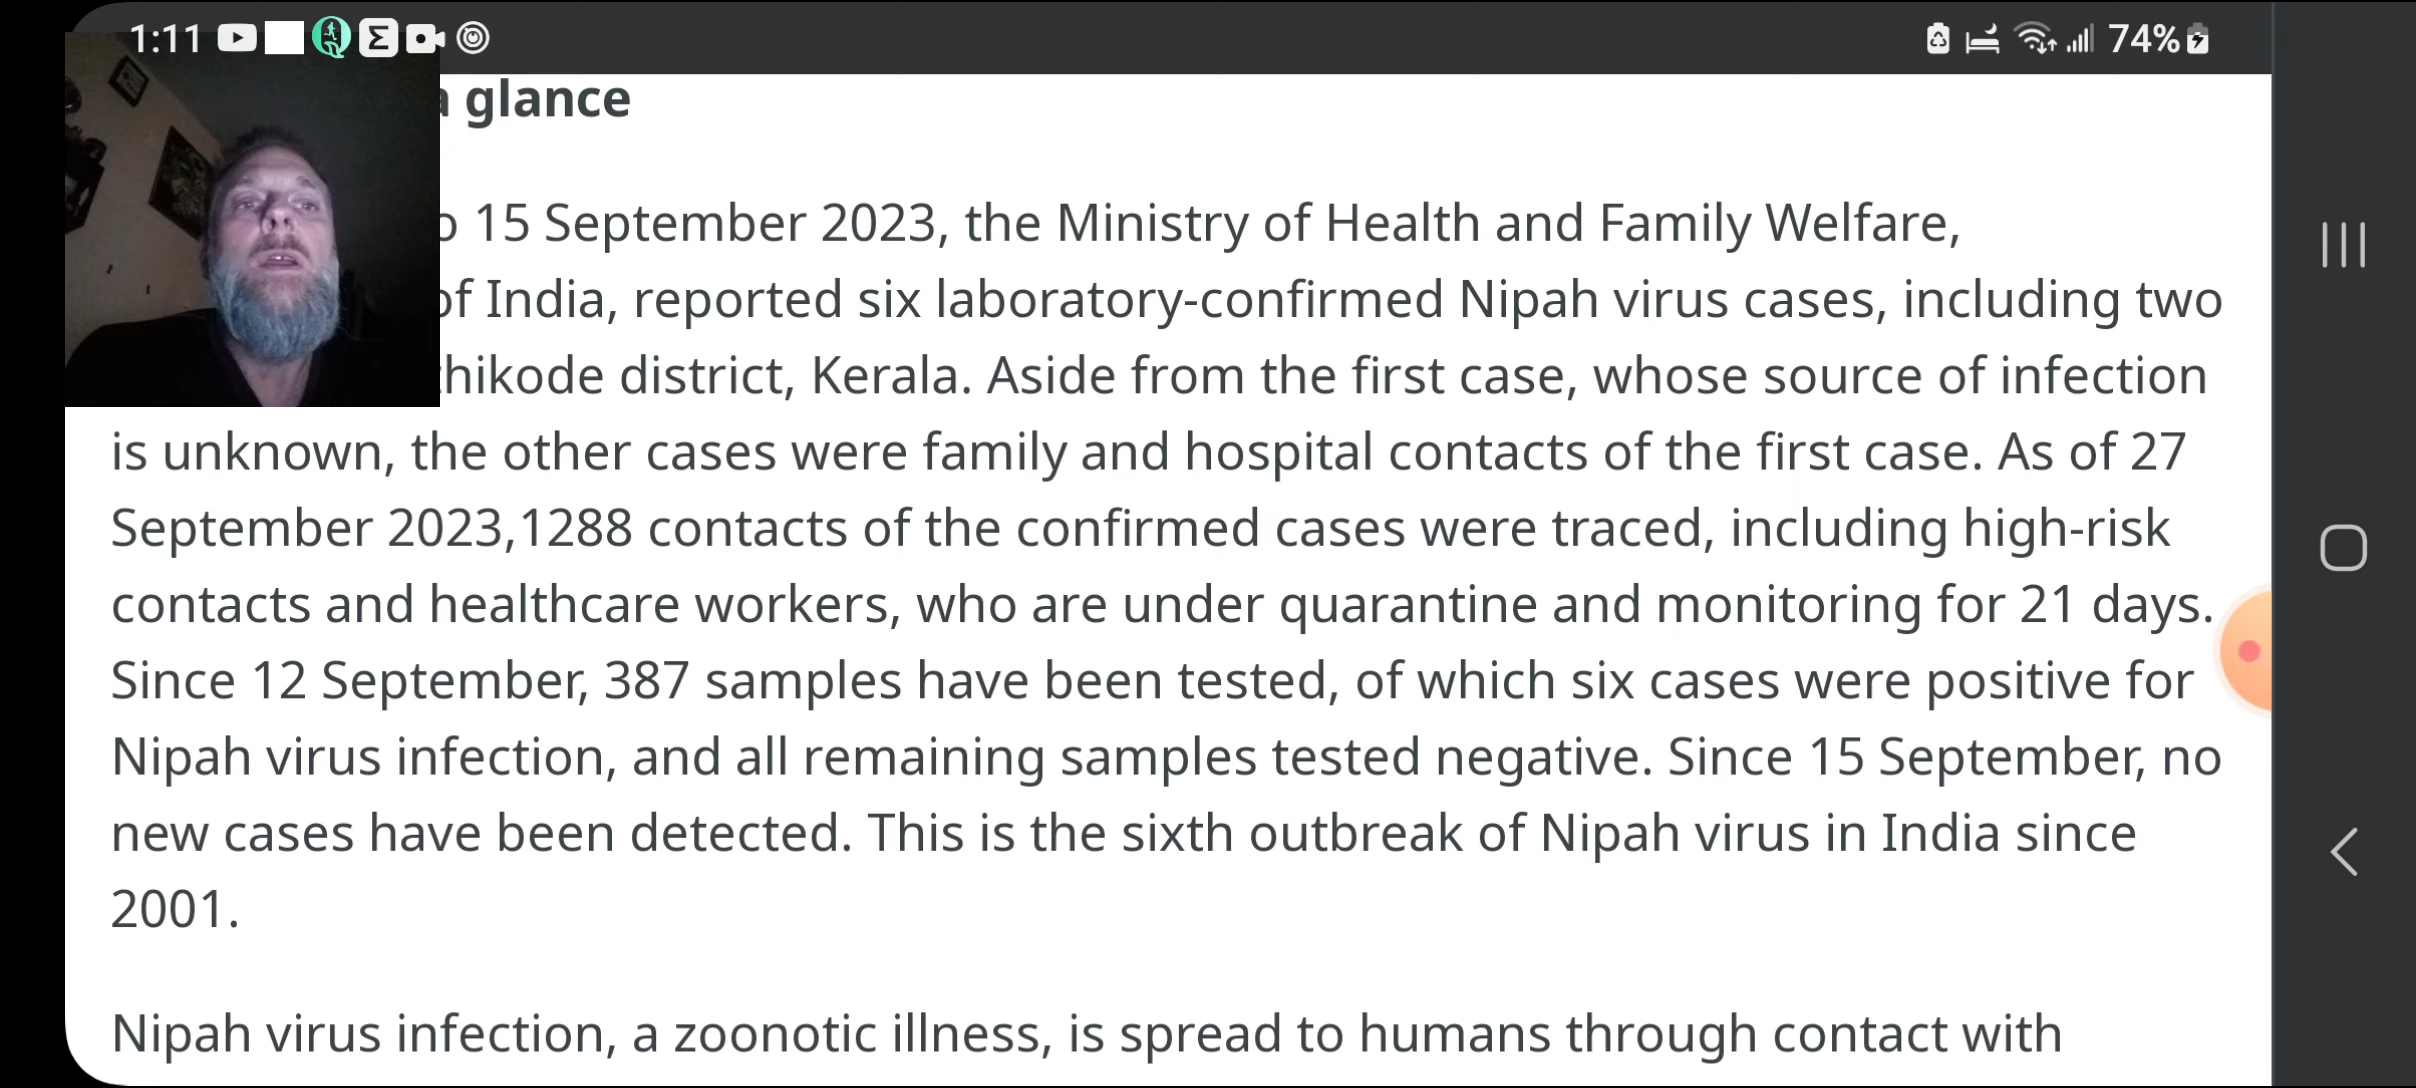 1:11 74%
glance
15 September 2023, the Ministry of Health and Family Welfare,
of India, reported six laboratory-confirmed Nipah virus cases, including two
hikode district, Kerala. Aside from the first case, whose source of infection
is unknown, the other cases were family and hospital contacts of the first case. As of 27
September 2023,1288 contacts of the confirmed cases were traced, including high-risk
contacts and healthcare workers, who are under quarantine and monitoring for 21 days.
Since 12 September, 387 samples have been tested, of which six cases were positive for
Nipah virus infection, and all remaining samples tested negative. Since 15 September, no
new cases have been detected. This is the sixth outbreak of Nipah virus in India since
2001.
Nipah virus infection, a zoonotic illness, is spread to humans through contact with